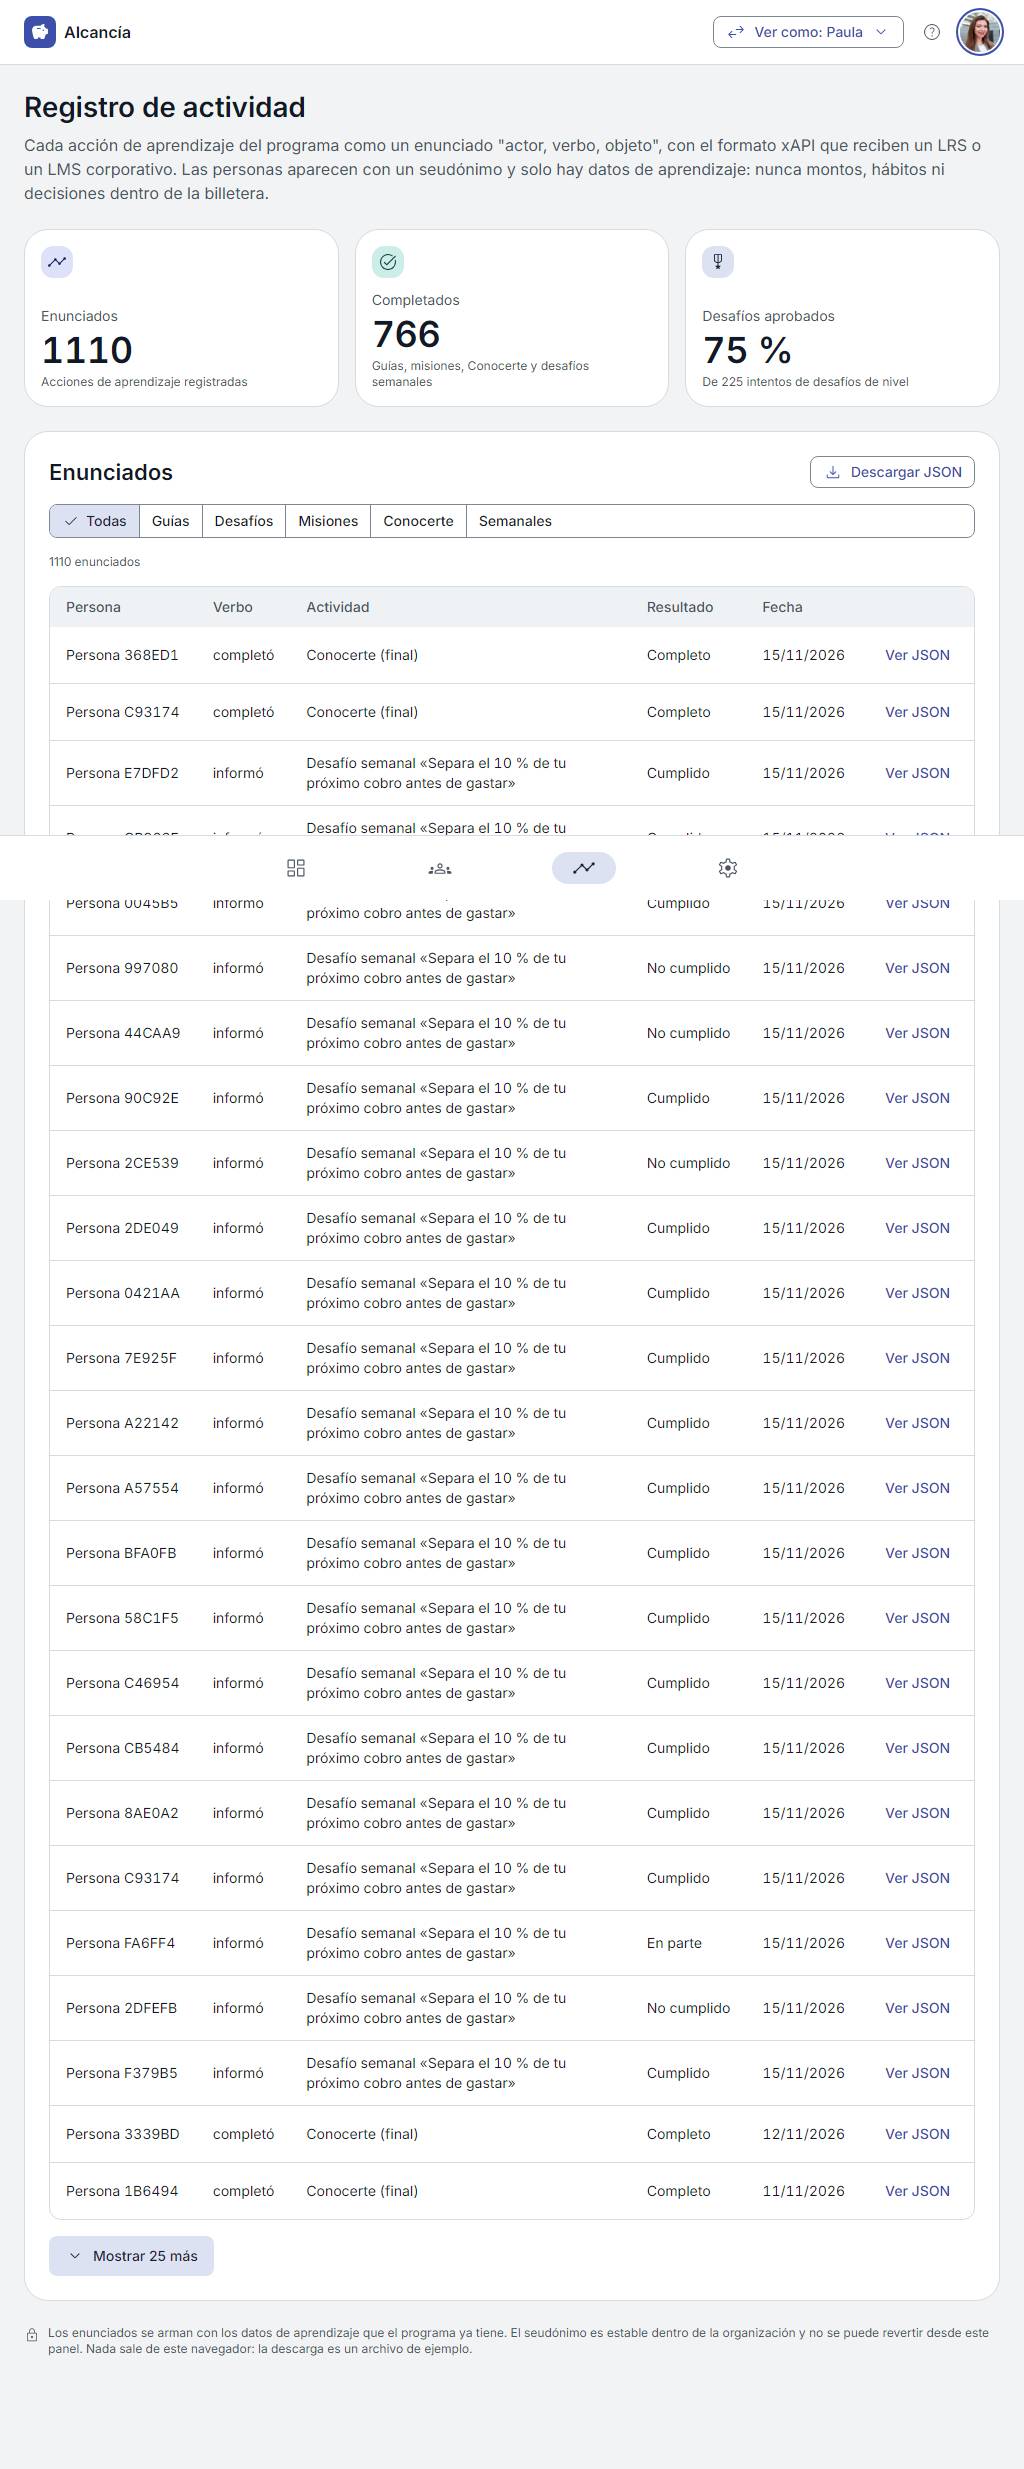 Alcancía
Ver como: Paula
Registro de actividad
Cada acción de aprendizaje del programa como un enunciado "actor, verbo, objeto", con el formato xAPI que reciben un LRS o
un LMS corporativo. Las personas aparecen con un seudónimo y solo hay datos de aprendizaje: nunca montos, hábitos ni
decisiones dentro de la billetera.
Enunciados
1110
Acciones de aprendizaje registradas
Completados
766
Guías, misiones, Conocerte y desafíos
semanales
Desafíos aprobados
75 %
De 225 intentos de desafíos de nivel
Enunciados
Descargar JSON
Todas Guías Desafíos Misiones Conocerte Semanales
1110 enunciados
Persona Verbo Actividad Resultado Fecha
Persona 368ED1 completó Conocerte (final) Completo 15/11/2026 Ver JSON
Persona C93174 completó Conocerte (final) Completo 15/11/2026 Ver JSON
Desafío semanal «Separa el 10 % de tu
Persona E7DFD2 informó próximo cobro antes de gastar» Cumplido 15/11/2026 Ver JSON
Desafío semanal «Separa el 10 % de tu
Persona 0045B5 informó próximo cobro antes de gastar» Cumplido 15/11/2026 Ver JSON
Desafío semanal «Separa el 10 % de tu
Persona 997080 informó próximo cobro antes de gastar» No cumplido 15/11/2026 Ver JSON
Desafío semanal «Separa el 10 % de tu
Persona 44CAA9 informó próximo cobro antes de gastar» No cumplido 15/11/2026 Ver JSON
Desafío semanal «Separa el 10 % de tu
Persona 90C92E informó próximo cobro antes de gastar» Cumplido 15/11/2026 Ver JSON
Desafío semanal «Separa el 10 % de tu
Persona 2CE539 informó próximo cobro antes de gastar» No cumplido 15/11/2026 Ver JSON
Desafío semanal «Separa el 10 % de tu
Persona 2DE049 informó próximo cobro antes de gastar» Cumplido 15/11/2026 Ver JSON
Desafío semanal «Separa el 10 % de tu
Persona 0421AA informó próximo cobro antes de gastar» Cumplido 15/11/2026 Ver JSON
Desafío semanal «Separa el 10 % de tu
Persona 7E925F informó próximo cobro antes de gastar» Cumplido 15/11/2026 Ver JSON
Desafío semanal «Separa el 10 % de tu
Persona A22142 informó próximo cobro antes de gastar» Cumplido 15/11/2026 Ver JSON
Desafío semanal «Separa el 10 % de tu
Persona A57554 informó próximo cobro antes de gastar» Cumplido 15/11/2026 Ver JSON
Desafío semanal «Separa el 10 % de tu
Persona BFA0FB informó próximo cobro antes de gastar» Cumplido 15/11/2026 Ver JSON
Desafío semanal «Separa el 10 % de tu
Persona 58C1F5 informó próximo cobro antes de gastar» Cumplido 15/11/2026 Ver JSON
Desafío semanal «Separa el 10 % de tu
Persona C46954 informó próximo cobro antes de gastar» Cumplido 15/11/2026 Ver JSON
Desafío semanal «Separa el 10 % de tu
Persona CB5484 informó próximo cobro antes de gastar» Cumplido 15/11/2026 Ver JSON
Desafío semanal «Separa el 10 % de tu
Persona 8AE0A2 informó próximo cobro antes de gastar» Cumplido 15/11/2026 Ver JSON
Desafío semanal «Separa el 10 % de tu
Persona C93174 informó próximo cobro antes de gastar» Cumplido 15/11/2026 Ver JSON
Desafío semanal «Separa el 10 % de tu
Persona FA6FF4 informó próximo cobro antes de gastar» En parte 15/11/2026 Ver JSON
Desafío semanal «Separa el 10 % de tu
Persona 2DFEFB informó próximo cobro antes de gastar» No cumplido 15/11/2026 Ver JSON
Desafío semanal «Separa el 10 % de tu
Persona F379B5 informó próximo cobro antes de gastar» Cumplido 15/11/2026 Ver JSON
Persona 3339BD completó Conocerte (final) Completo 12/11/2026 Ver JSON
Persona 1B6494 completó Conocerte (final) Completo 11/11/2026 Ver JSON
Mostrar 25 más
Los enunciados se arman con los datos de aprendizaje que el programa ya tiene. El seudónimo es estable dentro de la organización y no se puede revertir desde este
panel. Nada sale de este navegador: la descarga es un archivo de ejemplo.